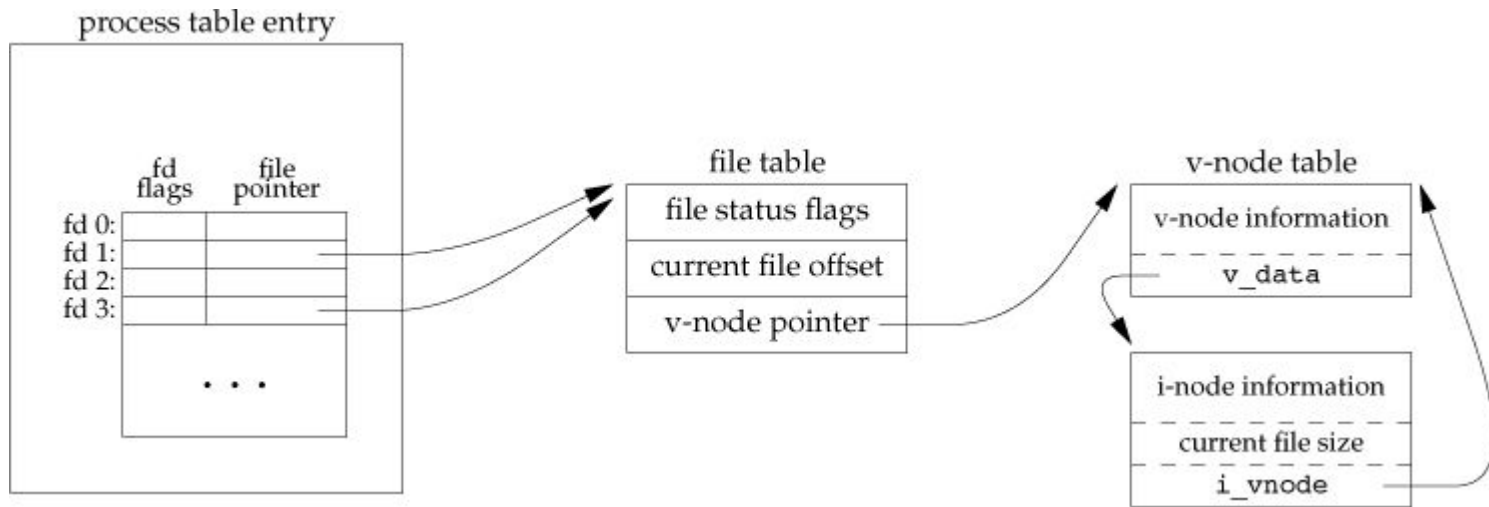 process table entry
fd
flags
file
pointer
fd 0:
fd 1:
fd 2:
fd 3:
. . .
file table
file status flags
current file offset
v-node pointer
v-node table
v-node information
v_data
i-node information
current file size
i_vnode